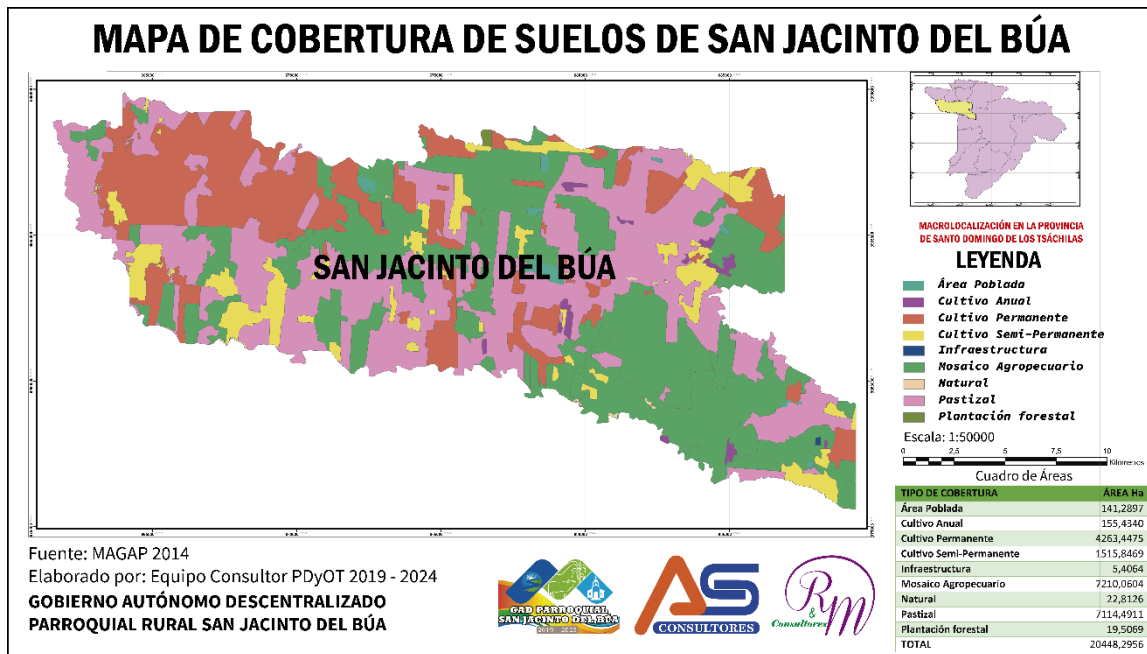 MAPA DE COBERTURA DE SUELOS DE SAN JACINTO DEL BÚA
SAN JACINTO DEL BÚA
MACROLOCALIZACIÓN EN LA PROVINCIA
DE SANTO DOMINGO DE LOS TSÁCHILAS
LEYENDA
Área Poblada
Cultivo Anual
Cultivo Permanente
Cultivo Semi-Permanente
Infraestructura
Mosaico Agropecuario
Natural
Pastizal
Plantación forestal
Escala: 1:50000
0 2,5 5 7,5 10
Kilómetros
Cuadro de Áreas
TIPO DE COBERTURA ÁREA Ha
Área Poblada 141,2897
Cultivo Anual 155,4340
Cultivo Permanente 4263,4475
Cultivo Semi-Permanente 1515,8469
Infraestructura 5,4064
Mosaico Agropecuario 7210,0604
Natural 22,8126
Pastizal 7114,4911
Plantación forestal 19,5069
TOTAL 20448,2956
Fuente: MAGAP 2014
Elaborado por: Equipo Consultor PDyOT 2019 - 2024
GOBIERNO AUTÓNOMO DESCENTRALIZADO
PARROQUIAL RURAL SAN JACINTO DEL BÚA
GAD PARROQUIAL
SAN JACINTO DEL BÚA
2019 - 2023
AS
CONSULTORES
RM
&
Consultores